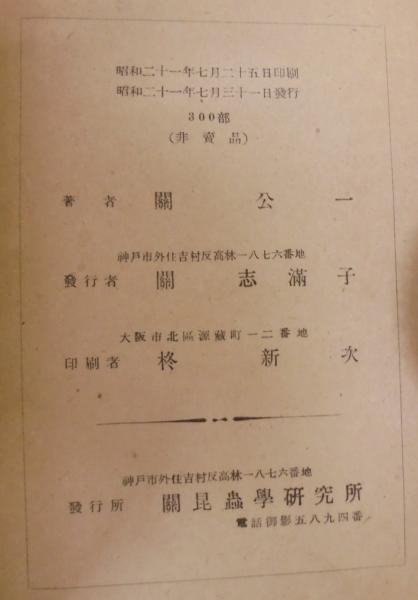 昭和二十一年七月二十五日印刷
昭和二十一年七月三十一日發行
300部
(非賣品)
著者 關公一
神戸市外住吉村反高林一八七六番地
發行者 關志滿子
大阪市北區源藏町一二番地
印刷者 柊新次
神戸市外住吉村反高林一八七六番地
發行所 關昆蟲學研究所
電話御影五八九四番